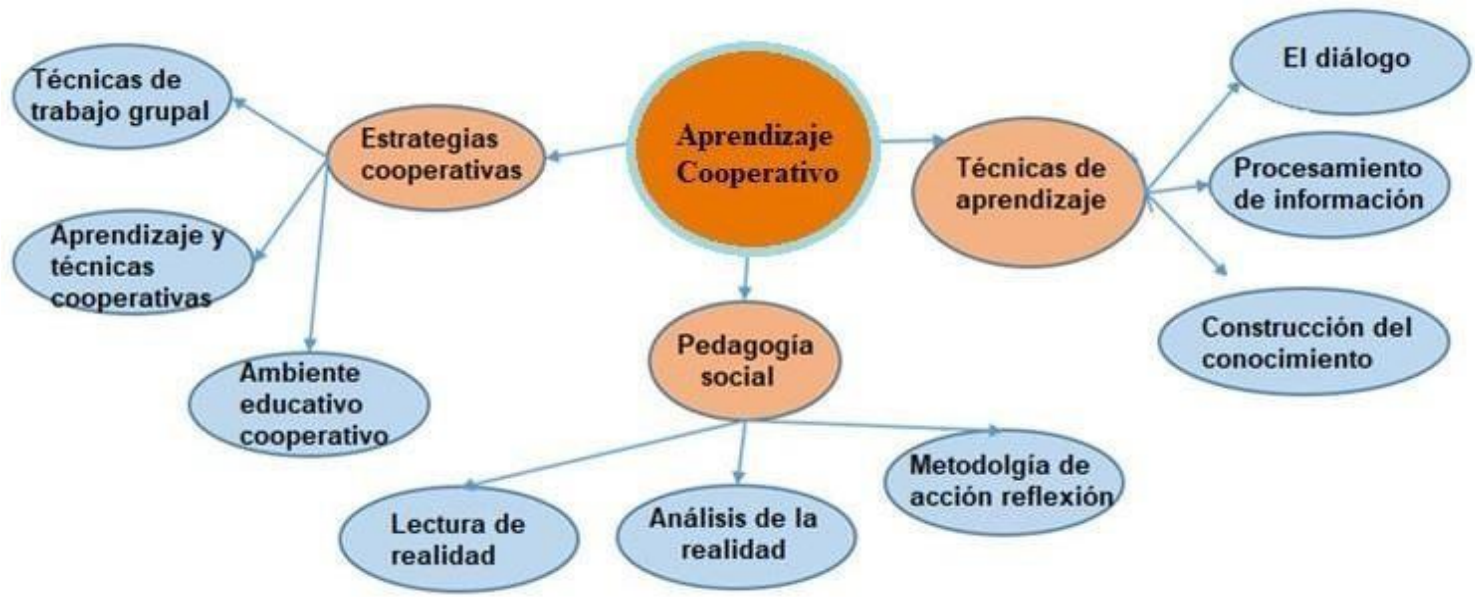 Aprendizaje
Cooperativo
Estrategias
cooperativas
Técnicas de
trabajo grupal
Aprendizaje y
técnicas
cooperativas
Ambiente
educativo
cooperativo
Pedagogía
social
Lectura de
realidad
Análisis de la
realidad
Metodolgía de
acción reflexión
Técnicas de
aprendizaje
El diálogo
Procesamiento
de información
Construcción del
conocimiento